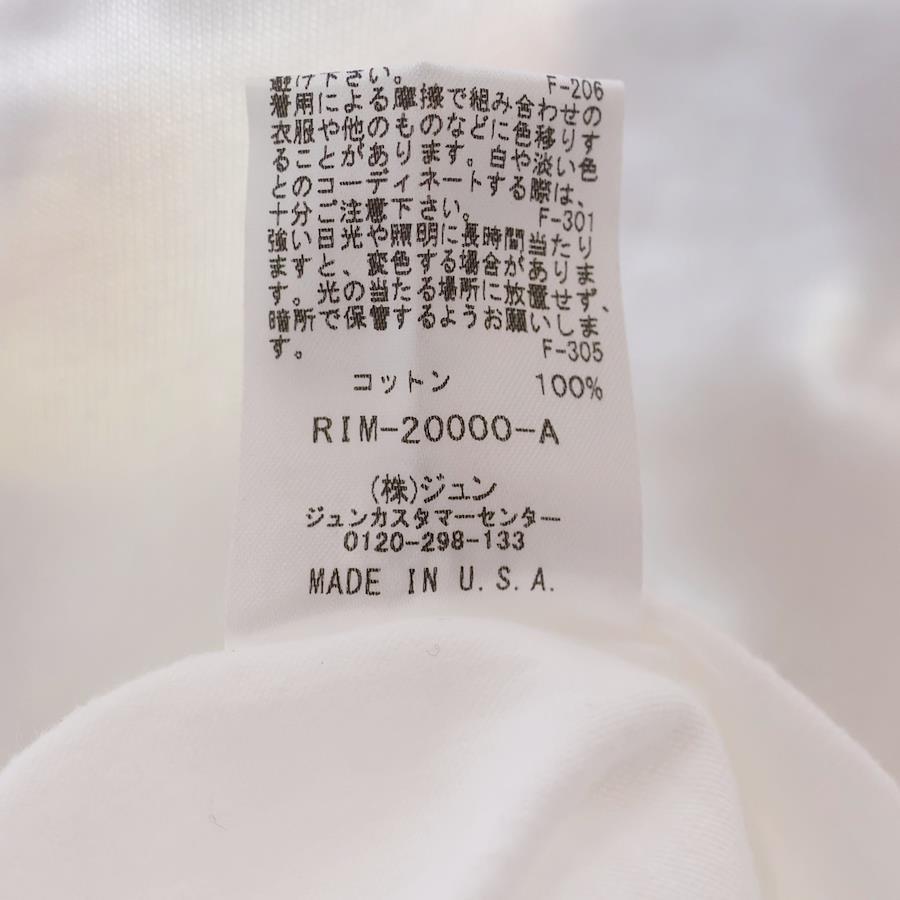 避け下さい。 F-206
着用による摩擦で組み合わせの
衣服や他のものなどに色移りす
ることがあります。白や淡い色
とのコーディネートする際は、
十分ご注意下さい。 F-301
強い日光や照明に長時間当たり
ますと、変色する場合がありま
す。光の当たる場所に放置せず、
暗所で保管するようお願いしま
す。 F-305
コットン 100%
RIM-20000-A
(株)ジュン
ジュンカスタマーセンター
0120-298-133
MADE IN U.S.A.